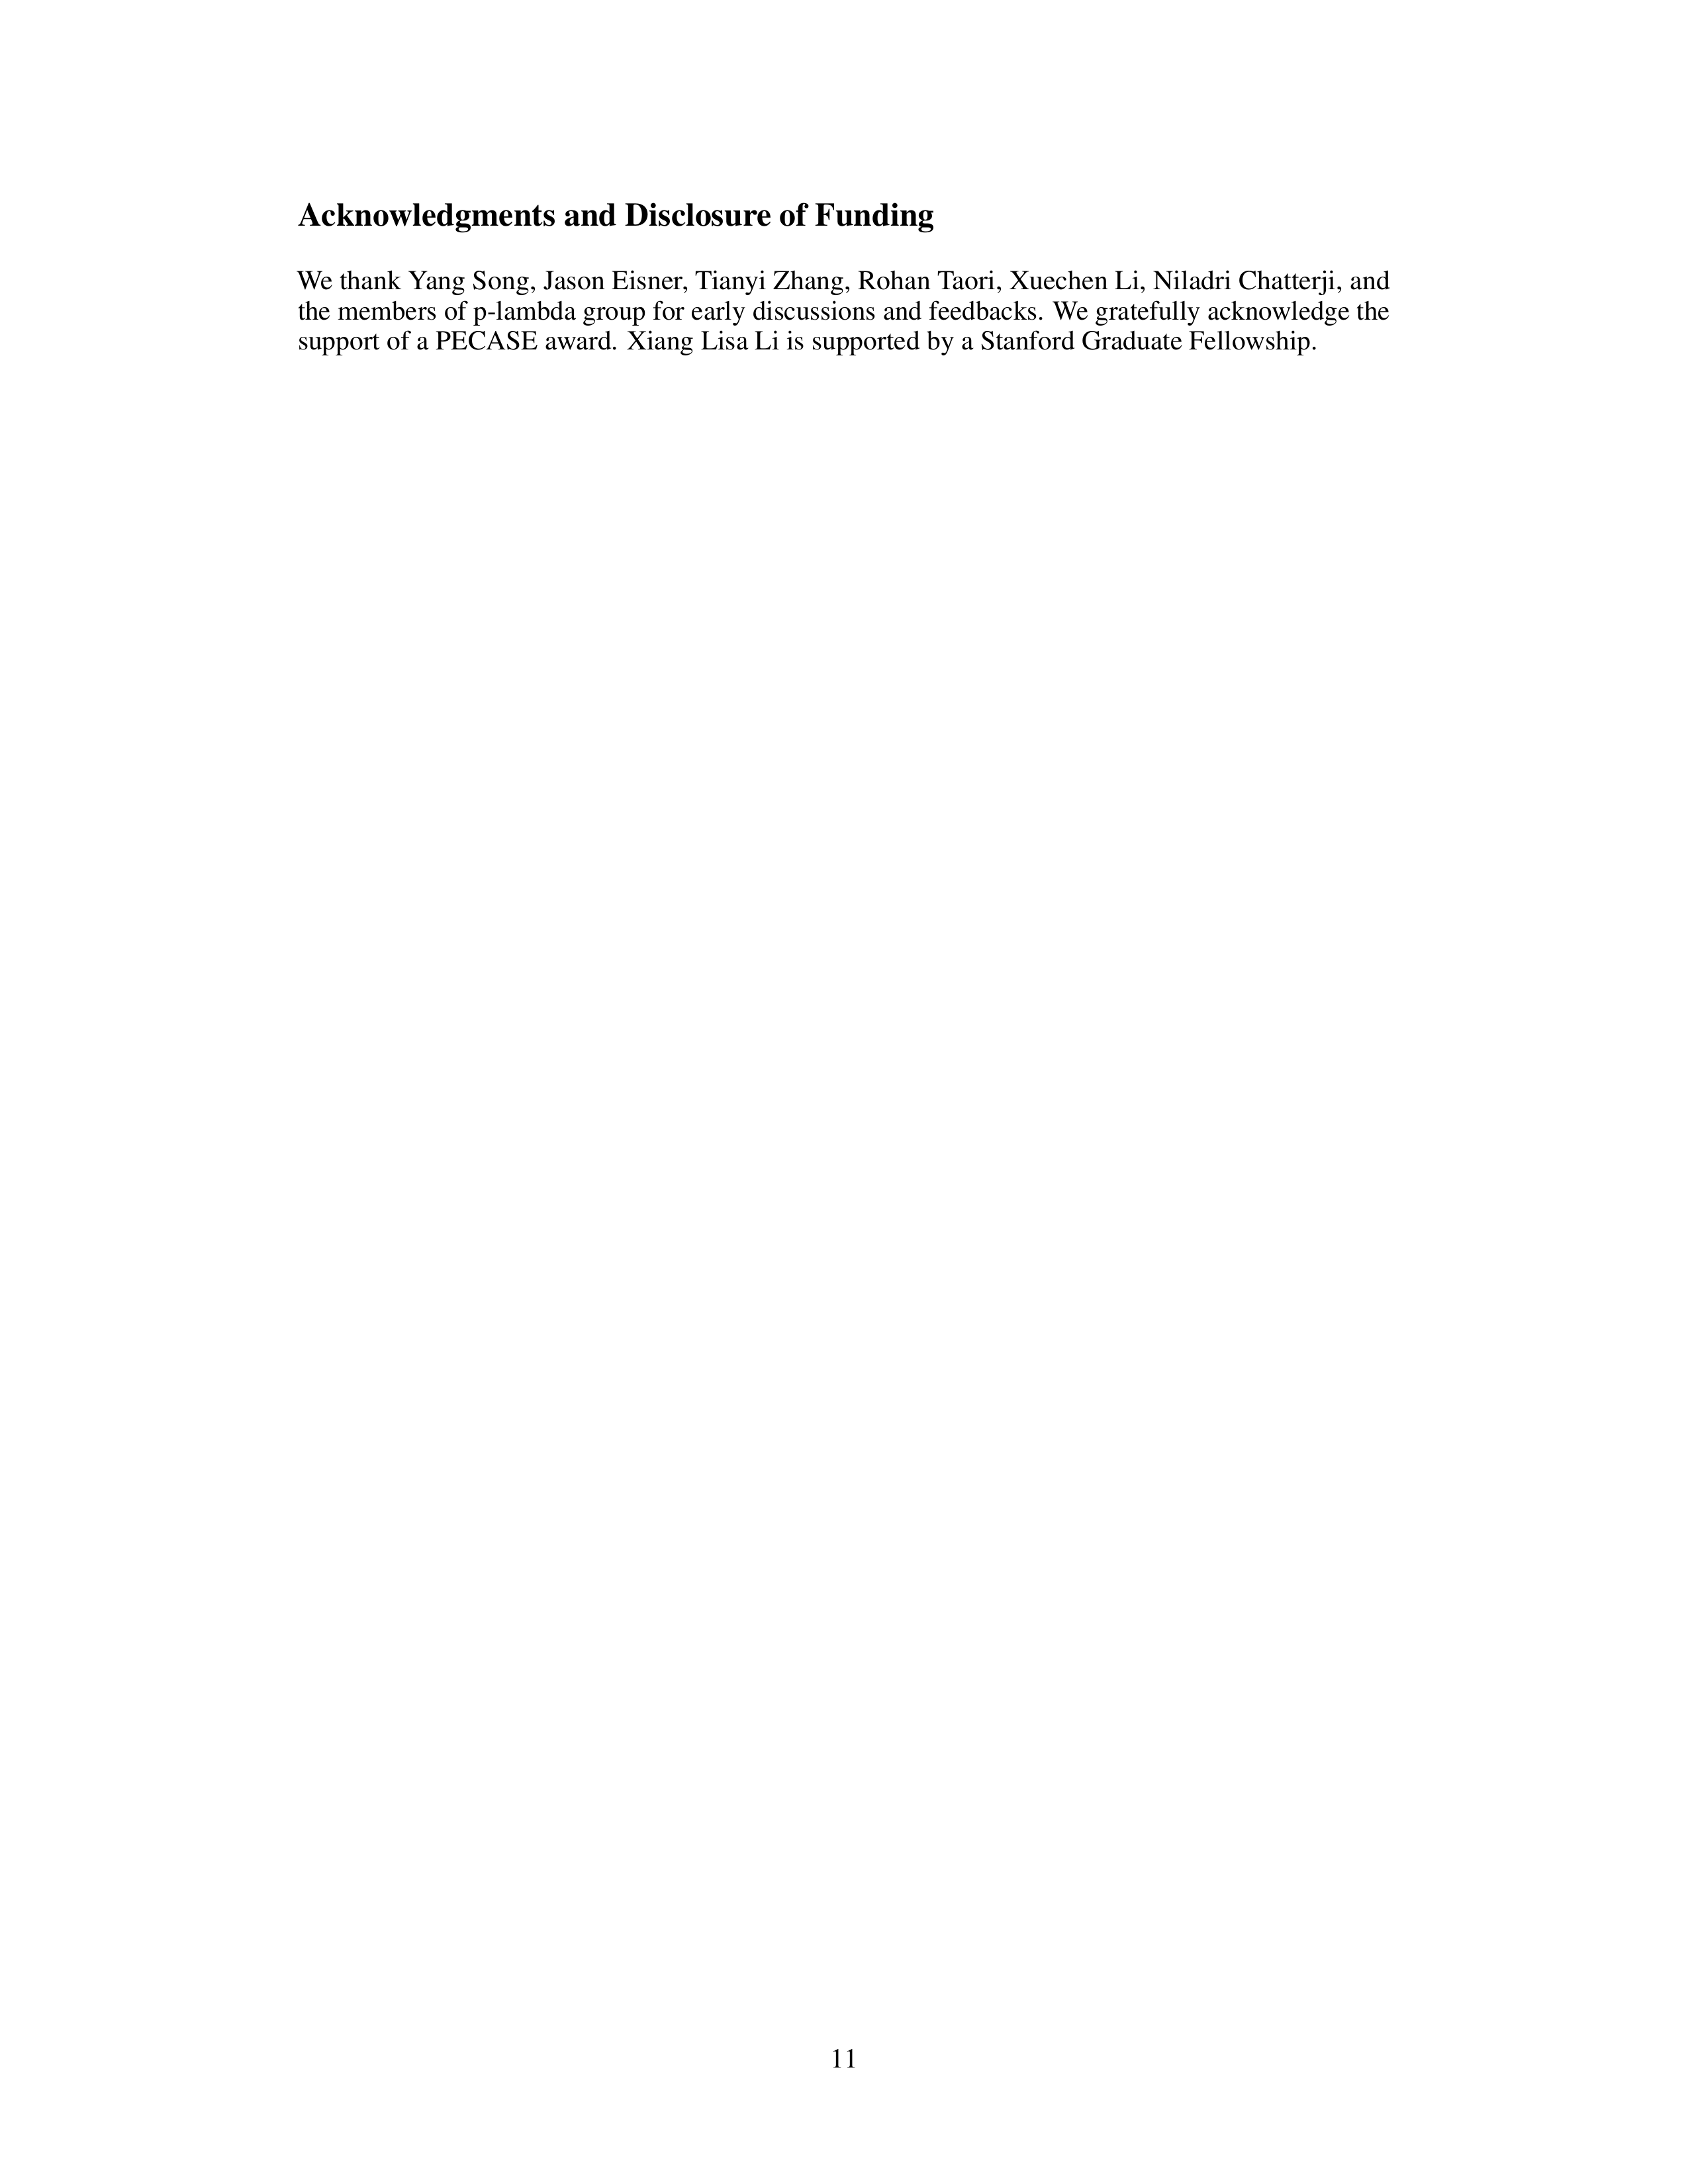 Acknowledgments and Disclosure of Funding
We thank Yang Song, Jason Eisner, Tianyi Zhang, Rohan Taori, Xuechen Li, Niladri Chatterji, and
the members of p-lambda group for early discussions and feedbacks. We gratefully acknowledge the
support of a PECASE award. Xiang Lisa Li is supported by a Stanford Graduate Fellowship.
11